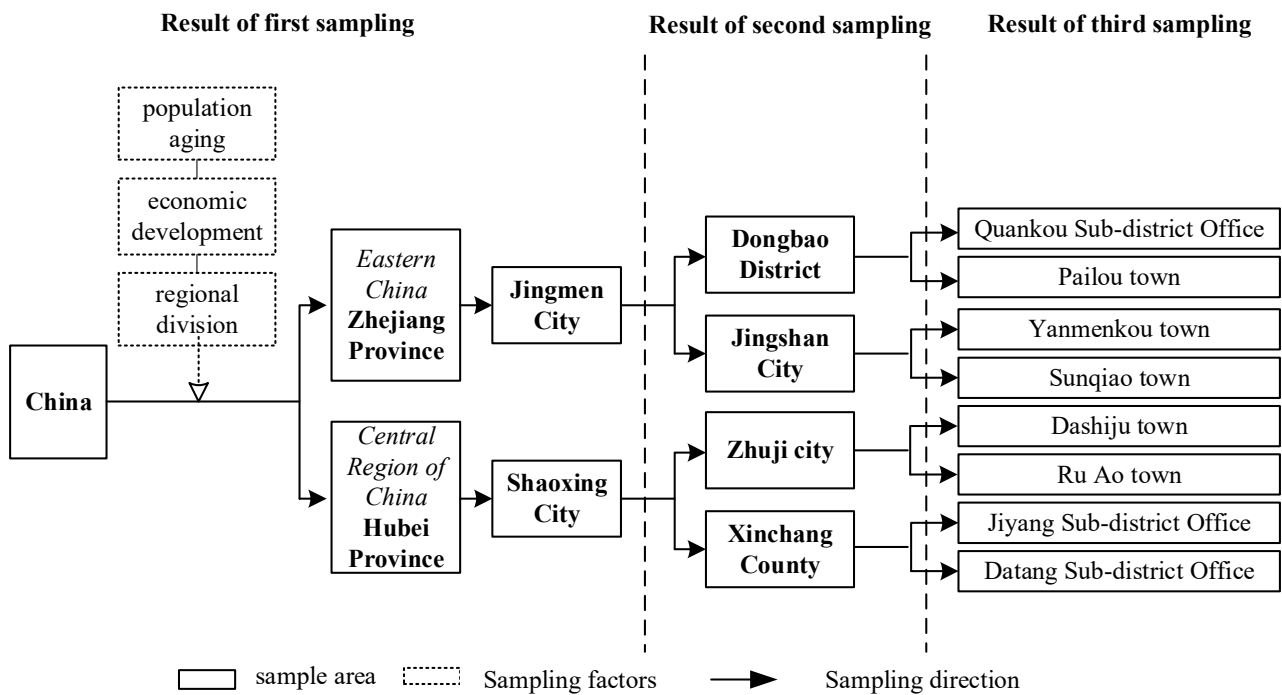 Result of first sampling
Result of second sampling
Result of third sampling
population
aging
economic
development
regional
division
China
Eastern
China
Zhejiang
Province
Central
Region of
China
Hubei
Province
Jingmen
City
Shaoxing
City
Dongbao
District
Jingshan
City
Zhuji city
Xinchang
County
Quankou Sub-district Office
Pailou town
Yanmenkou town
Sunqiao town
Dashiju town
Ru Ao town
Jiyang Sub-district Office
Datang Sub-district Office
sample area
Sampling factors
Sampling direction